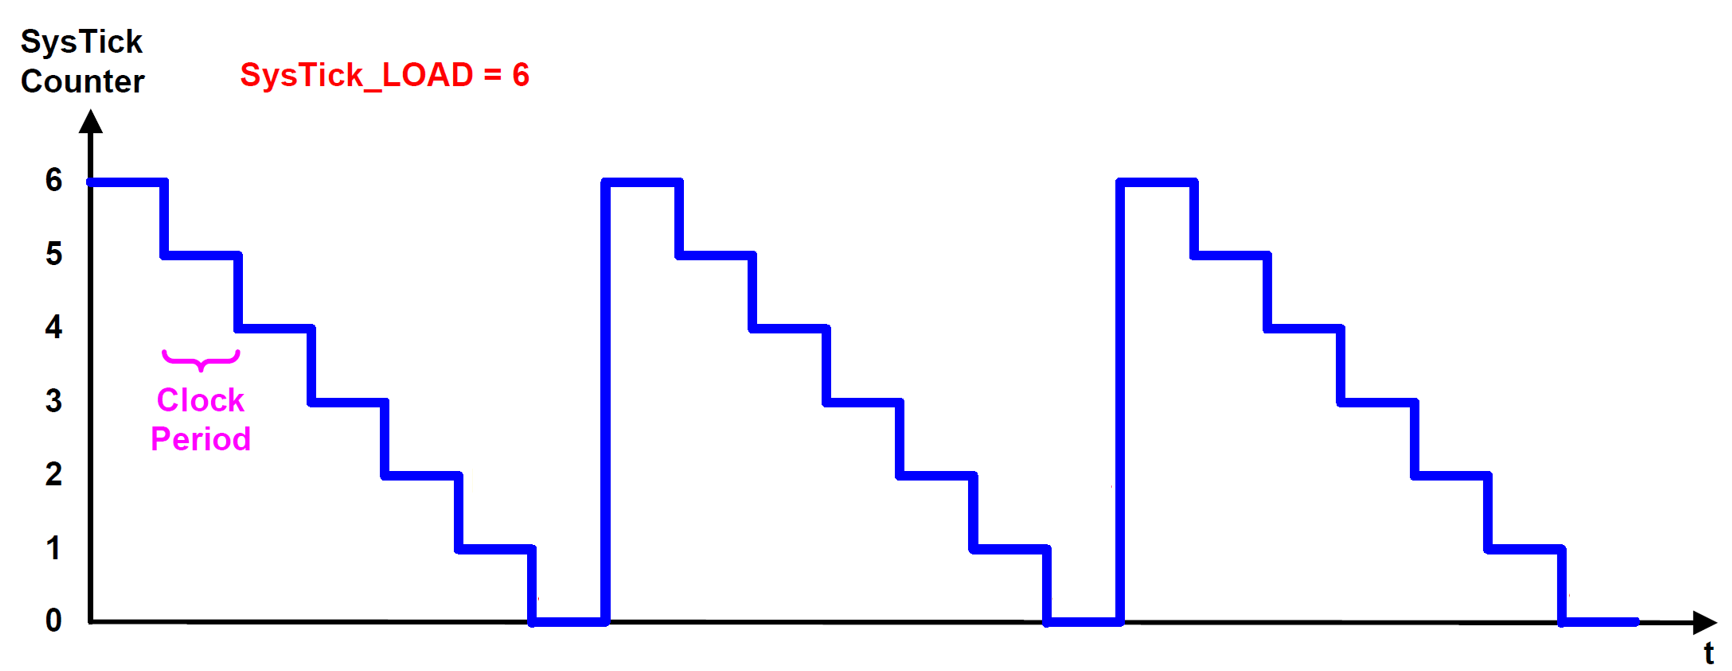 SysTick
Counter
SysTick_LOAD = 6
6
5
4
3
2
1
0
Clock
Period
t